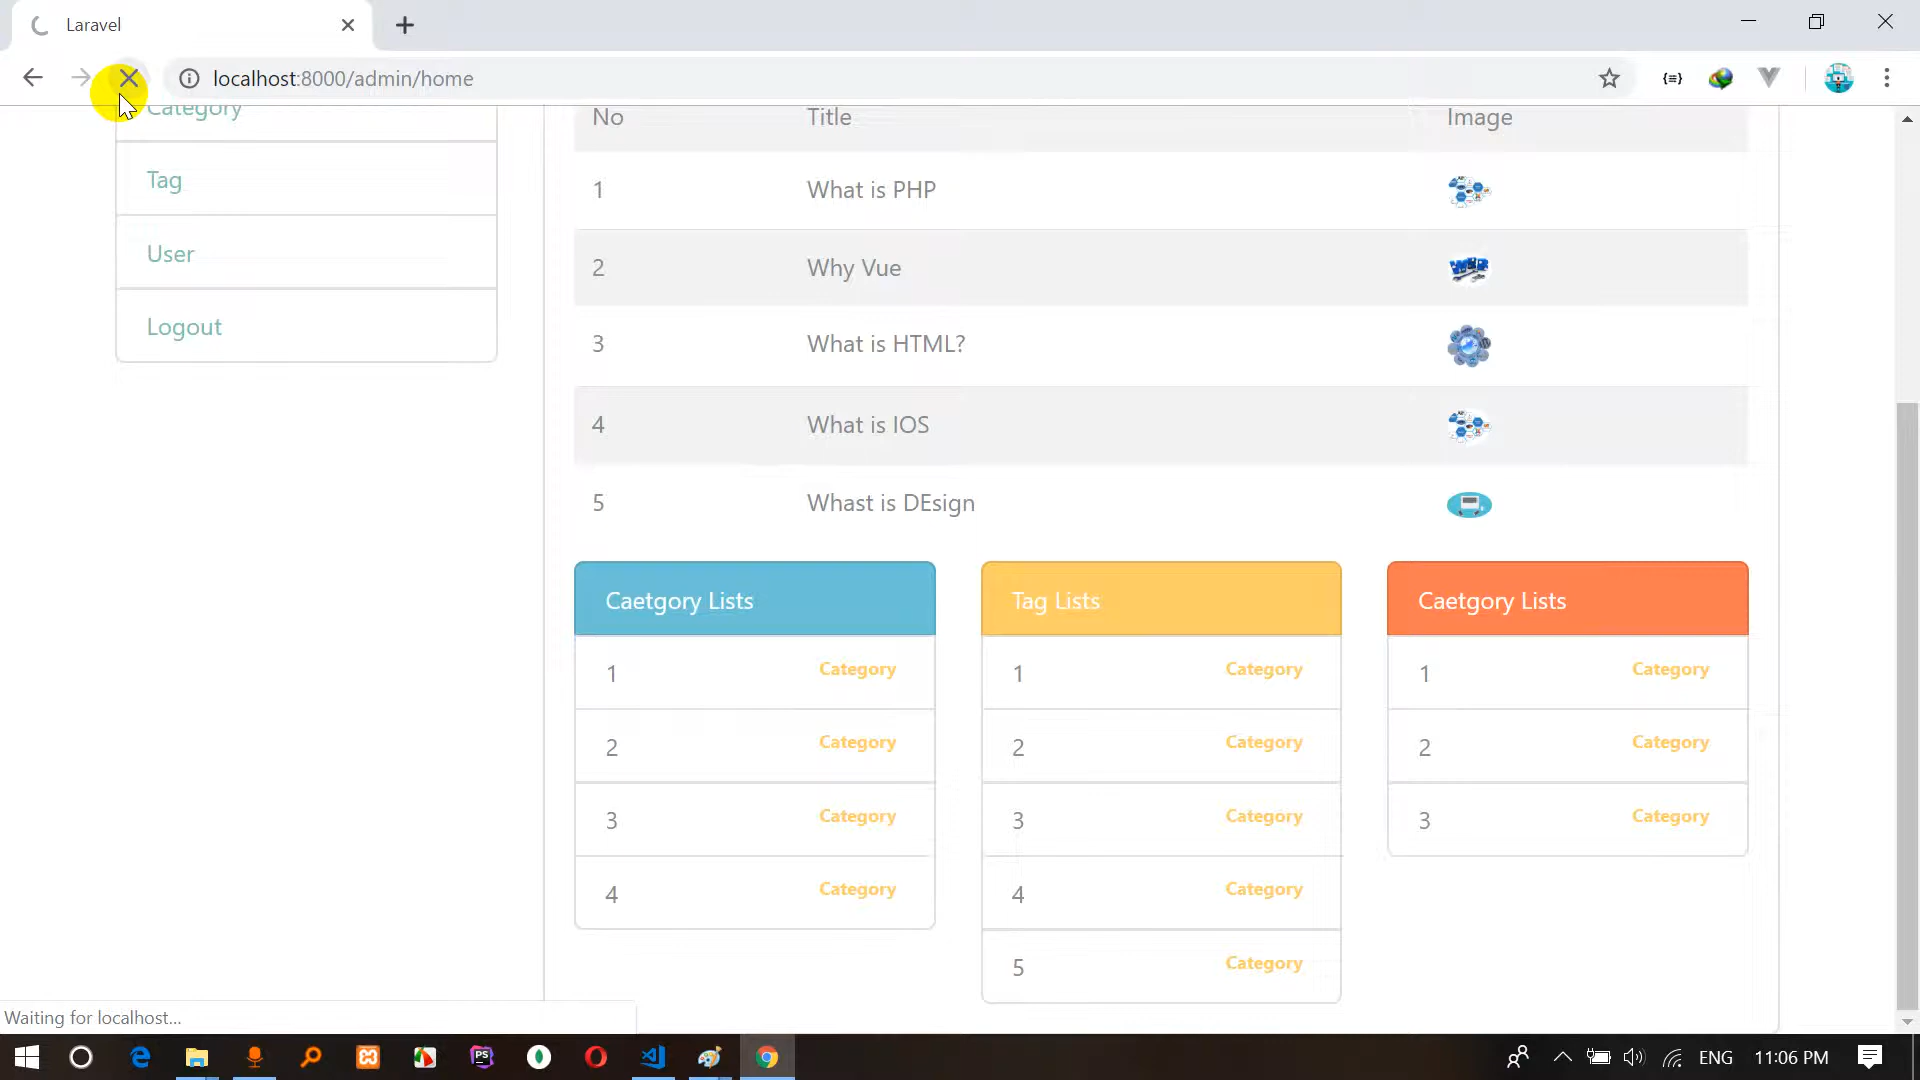 Laravel
localhost:8000/admin/home
Category
Tag
User
Logout
No Title Image
1 What is PHP
2 Why Vue
3 What is HTML?
4 What is IOS
5 Whast is DEsign
Caetgory Lists
1 Category
2 Category
3 Category
4 Category
Tag Lists
1 Category
2 Category
3 Category
4 Category
5 Category
Caetgory Lists
1 Category
2 Category
3 Category
Waiting for localhost...
PS
ENG 11:06 PM